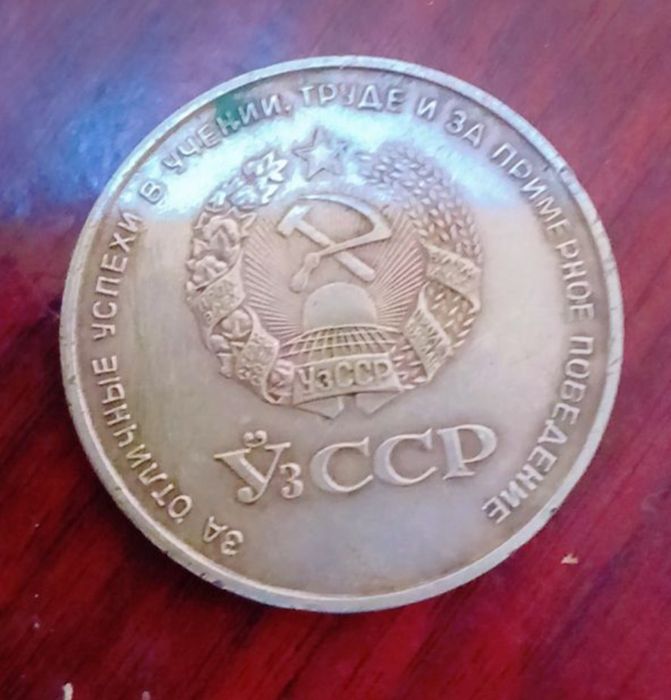 ЗА ОТЛИЧНЫЕ УСПЕХИ В УЧЕНИИ, ТРУДЕ И ЗА ПРИМЕРНОЕ ПОВЕДЕНИЕ
УзССР
ЎзССР